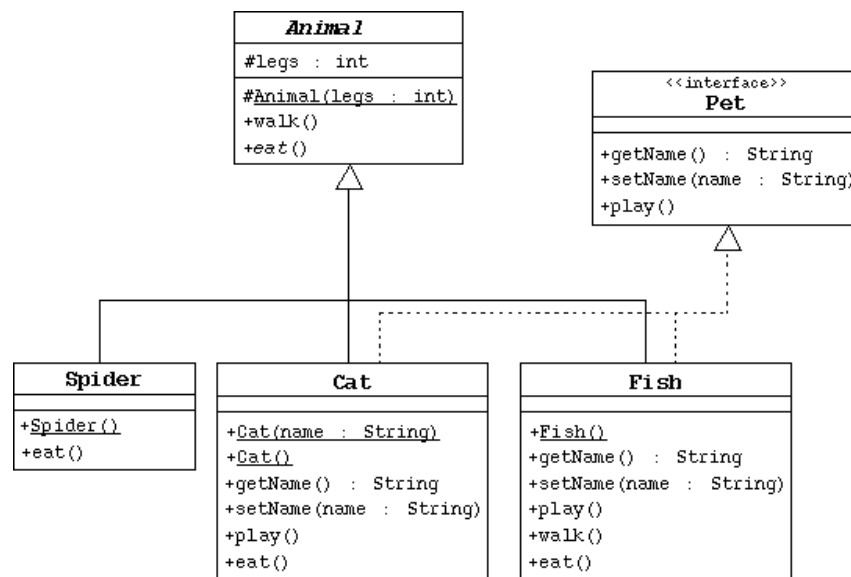 Animal
#legs : int
#Animal(legs : int)
+walk()
+eat()
<<interface>>
Pet
+getName() : String
+setName(name : String)
+play()
Spider
+Spider()
+eat()
Cat
+Cat(name : String)
+Cat()
+getName() : String
+setName(name : String)
+play()
+eat()
Fish
+Fish()
+getName() : String
+setName(name : String)
+play()
+walk()
+eat()